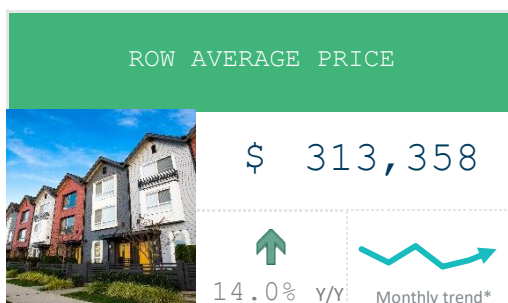 ROW AVERAGE PRICE
$ 313,358
14.0% Y/Y
Monthly trend*